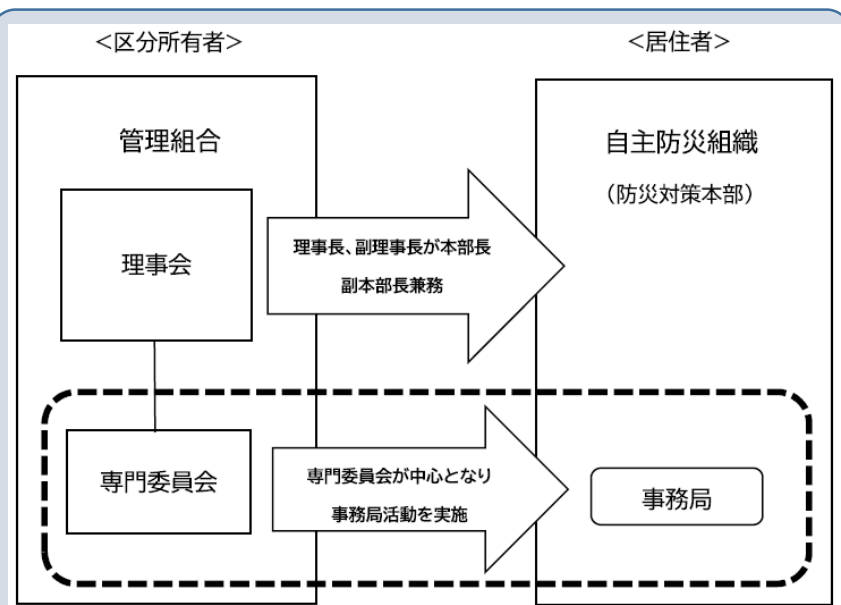 <区分所有者>
<居住者>
管理組合
自主防災組織
（防災対策本部）
理事会
理事長、副理事長が本部長
副本部長兼務
専門委員会
専門委員会が中心となり
事務局活動を実施
事務局